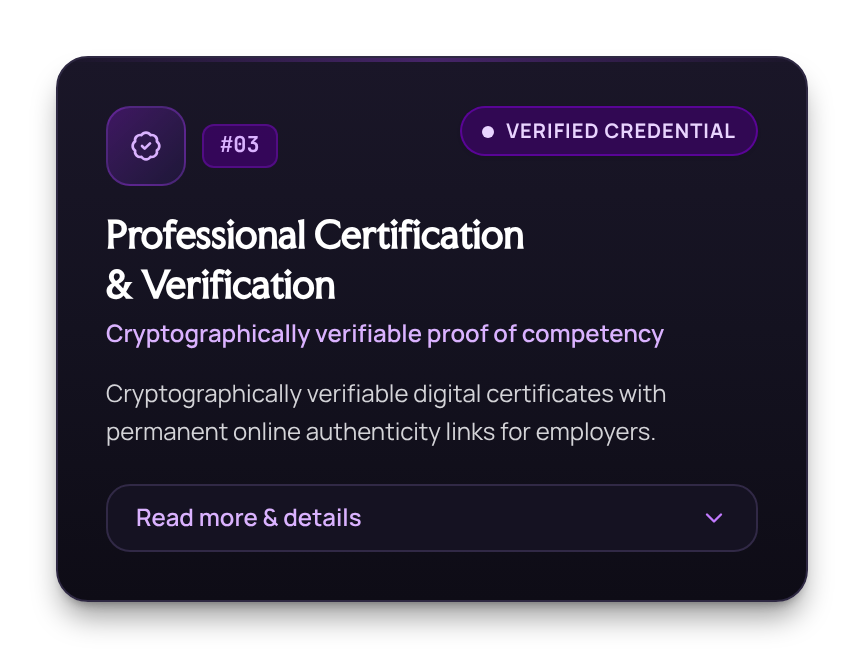 #03
VERIFIED CREDENTIAL
Professional Certification
& Verification
Cryptographically verifiable proof of competency
Cryptographically verifiable digital certificates with
permanent online authenticity links for employers.
Read more & details